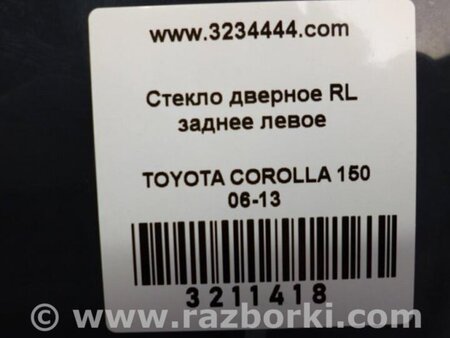 www.3234444.com
Стекло дверное RL
заднее левое
TOYOTA COROLLA 150
06-13
3211418
© www.razborki.com